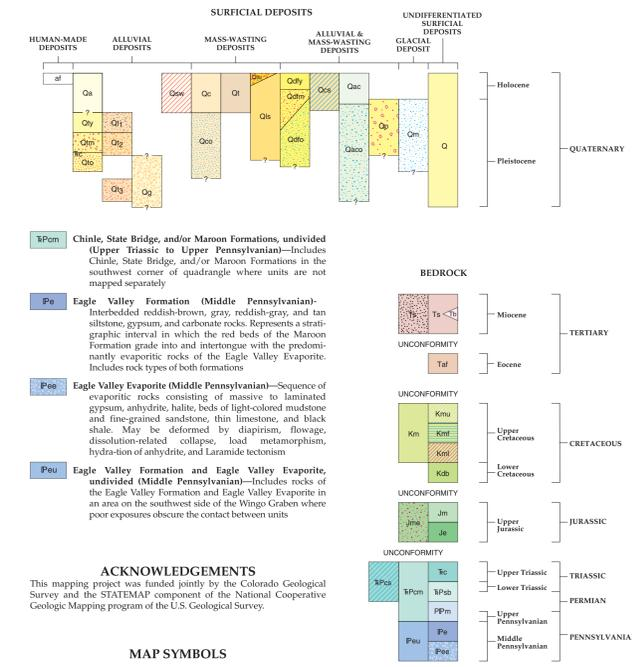 SURFICIAL DEPOSITS
HUMAN-MADE
DEPOSITS
ALLUVIAL
DEPOSITS
MASS-WASTING
DEPOSITS
ALLUVIAL &
MASS-WASTING
DEPOSITS
GLACIAL
DEPOSIT
UNDIFFERENTIATED
SURFICIAL
DEPOSITS
af
Qa
?
Qty
Qtm
Qto
?
Qt1
Qt2
Qt3
?
Qg
?
Qsw
Qc
Qco
?
Qt
Qls
?
Qdfy
Qdfm
Qdfo
?
Qcs
Qac
Qaco
?
Qp
?
Qm
?
Q
Holocene
Pleistocene
QUATERNARY
TRPcm
Chinle, State Bridge, and/or Maroon Formations, undivided
(Upper Triassic to Upper Pennsylvanian)—Includes
Chinle, State Bridge, and/or Maroon Formations in the
southwest corner of quadrangle where units are not
mapped separately
IPe
Eagle Valley Formation (Middle Pennsylvanian)-
Interbedded reddish-brown, gray, reddish-gray, and tan
siltstone, gypsum, and carbonate rocks. Represents a strati-
graphic interval in which the red beds of the Maroon
Formation grade into and intertongue with the predomi-
nantly evaporitic rocks of the Eagle Valley Evaporite.
Includes rock types of both formations
IPee
Eagle Valley Evaporite (Middle Pennsylvanian)—Sequence of
evaporitic rocks consisting of massive to laminated
gypsum, anhydrite, halite, beds of light-colored mudstone
and fine-grained sandstone, thin limestone, and black
shale. May be deformed by diapirism, flowage,
dissolution-related collapse, load metamorphism,
hydra-tion of anhydrite, and Laramide tectonism
IPeu
Eagle Valley Formation and Eagle Valley Evaporite,
undivided (Middle Pennsylvanian)—Includes rocks of
the Eagle Valley Formation and Eagle Valley Evaporite in
an area on the southwest side of the Wingo Graben where
poor exposures obscure the contact between units
ACKNOWLEDGEMENTS
This mapping project was funded jointly by the Colorado Geological
Survey and the STATEMAP component of the National Cooperative
Geologic Mapping program of the U.S. Geological Survey.
MAP SYMBOLS
BEDROCK
Ts
Ts
Tb
Miocene
UNCONFORMITY
Taf
Eocene
TERTIARY
UNCONFORMITY
Km
Kmu
Kmf
Kml
Kdb
Upper
Cretaceous
Lower
Cretaceous
CRETACEOUS
UNCONFORMITY
Jme
Jm
Je
Upper
Jurassic
JURASSIC
UNCONFORMITY
TRPcs
TRPcm
TRc
TRPsb
PIPm
IPeu
IPe
IPee
Upper Triassic
Lower Triassic
Upper
Pennsylvanian
Middle
Pennsylvanian
TRIASSIC
PERMIAN
PENNSYLVANIA